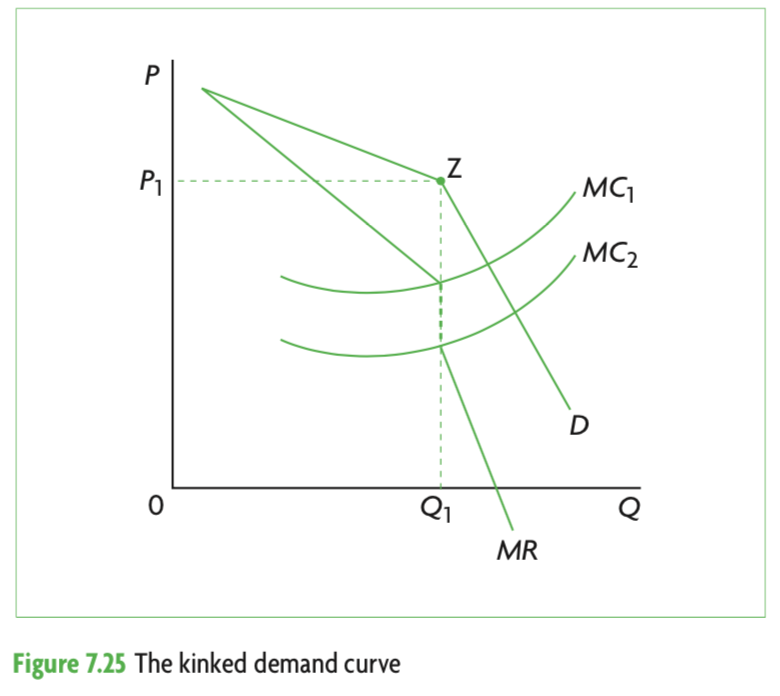 P
Z
P₁
MC₁
MC₂
D
0
Q₁
Q
MR
Figure 7.25 The kinked demand curve